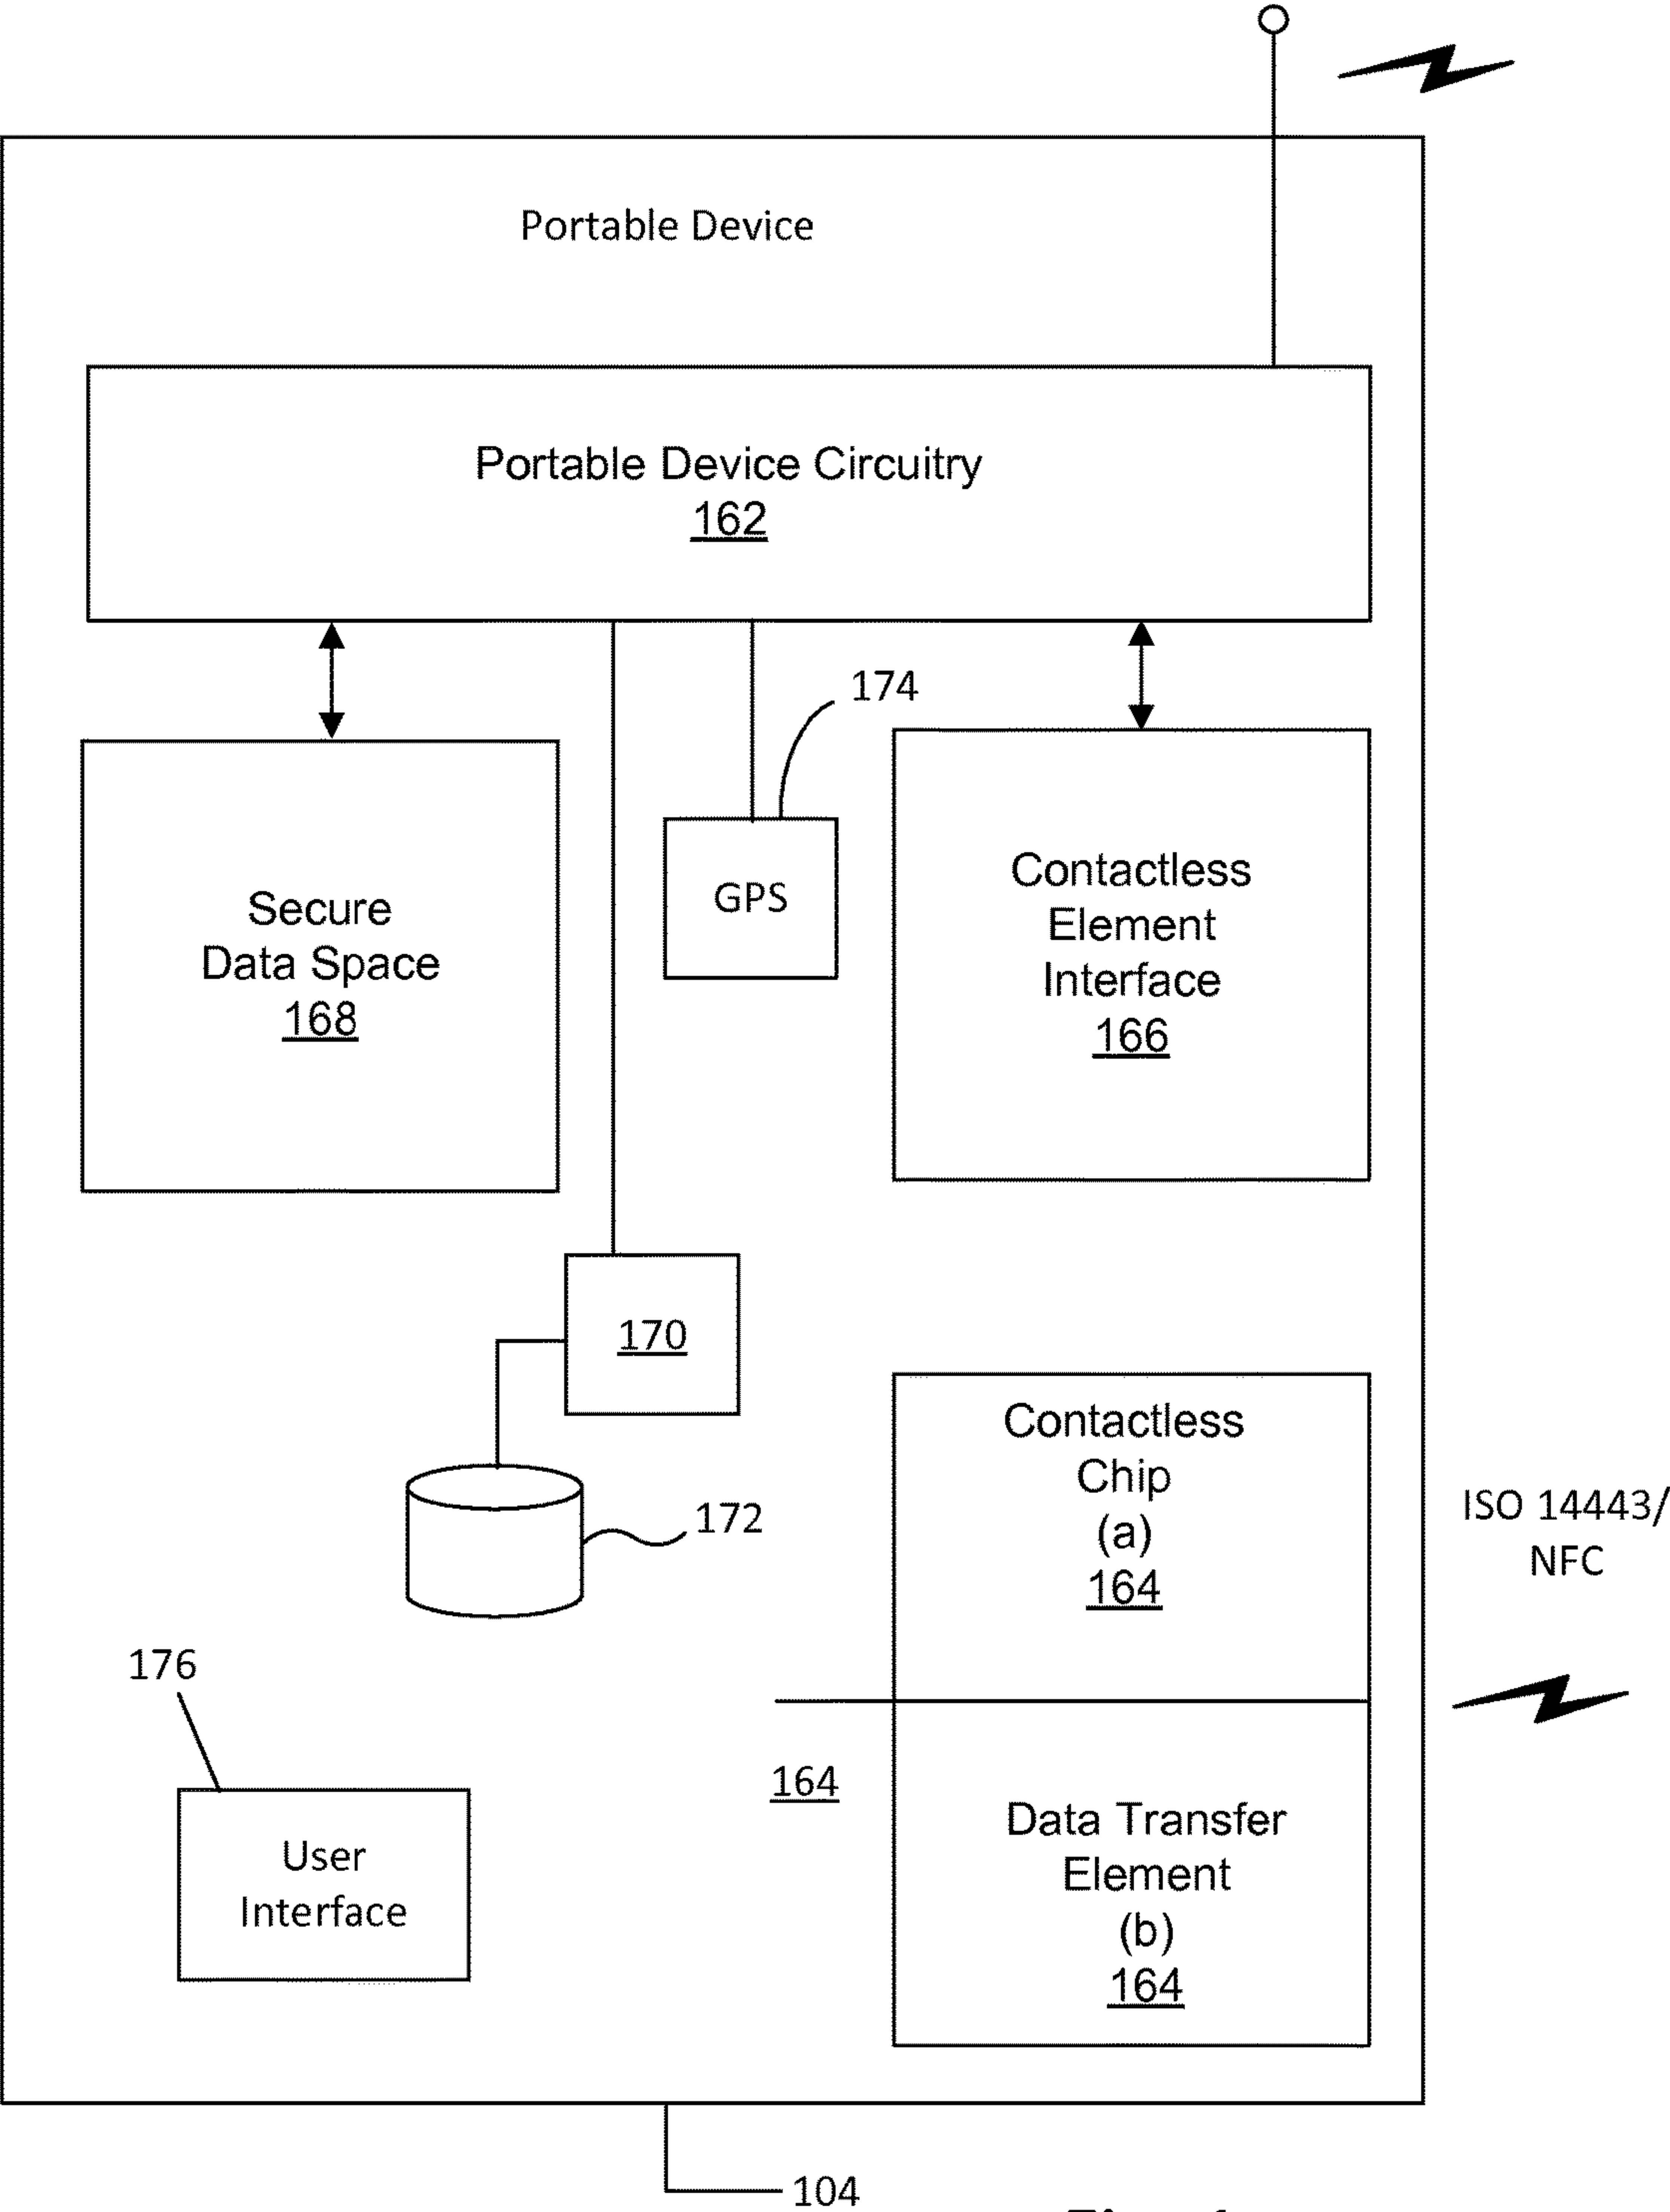 Portable Device
Portable Device Circuitry
162
174
Secure
Data Space
168
GPS
Contactless
Element
Interface
166
170
172
Contactless
Chip
(a)
164
ISO 14443/
NFC
176
User
Interface
164
Data Transfer
Element
(b)
164
104